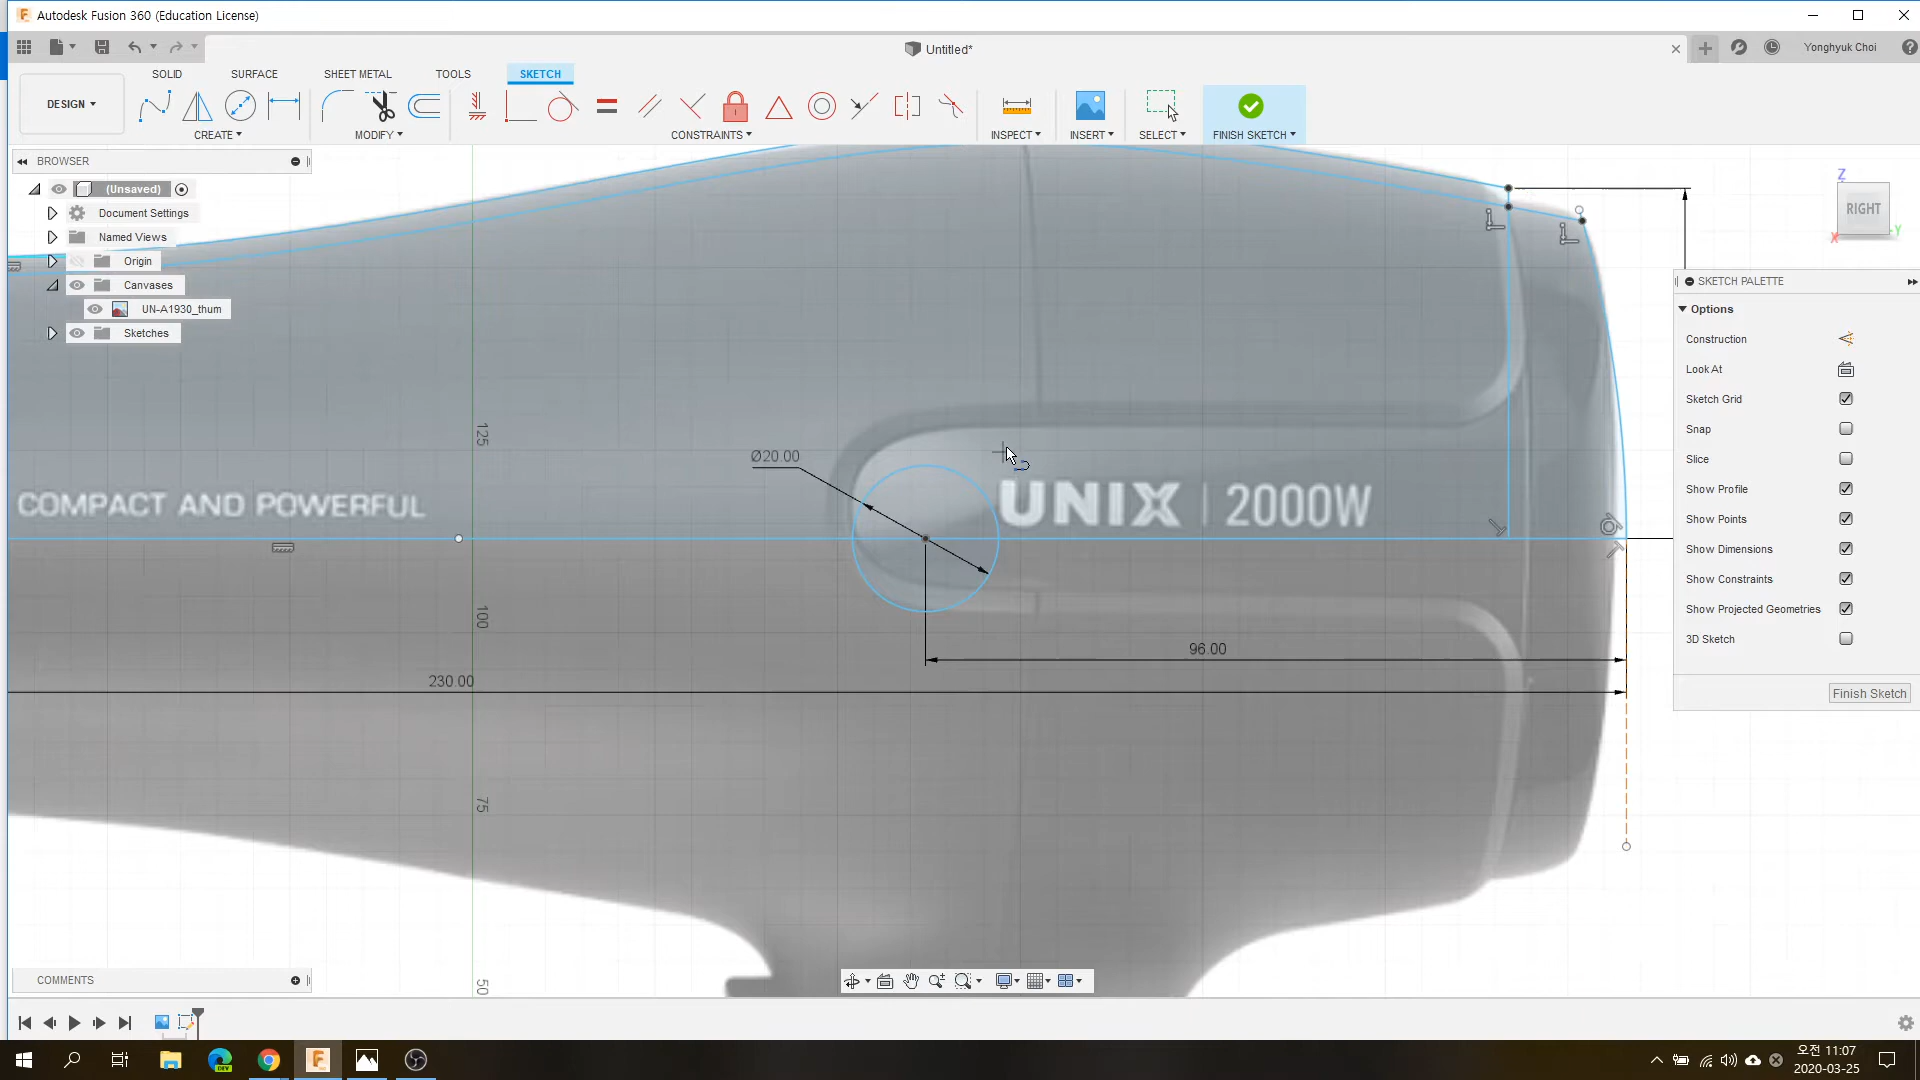 Autodesk Fusion 360 (Education License)
Untitled*
Yonghyuk Choi
DESIGN
SOLID
SURFACE
SHEET METAL
TOOLS
SKETCH
CREATE
MODIFY
CONSTRAINTS
INSPECT
INSERT
SELECT
FINISH SKETCH
BROWSER
(Unsaved)
Document Settings
Named Views
Origin
Canvases
UN-A1930_thum
Sketches
Z
RIGHT
X
Y
SKETCH PALETTE
Options
Construction
Look At
Sketch Grid
Snap
Slice
Show Profile
Show Points
Show Dimensions
Show Constraints
Show Projected Geometries
3D Sketch
Finish Sketch
125
Ø20.00
COMPACT AND POWERFUL
UNIX | 2000W
100
96.00
230.00
75
50
COMMENTS
DEV
오전 11:07
2020-03-25